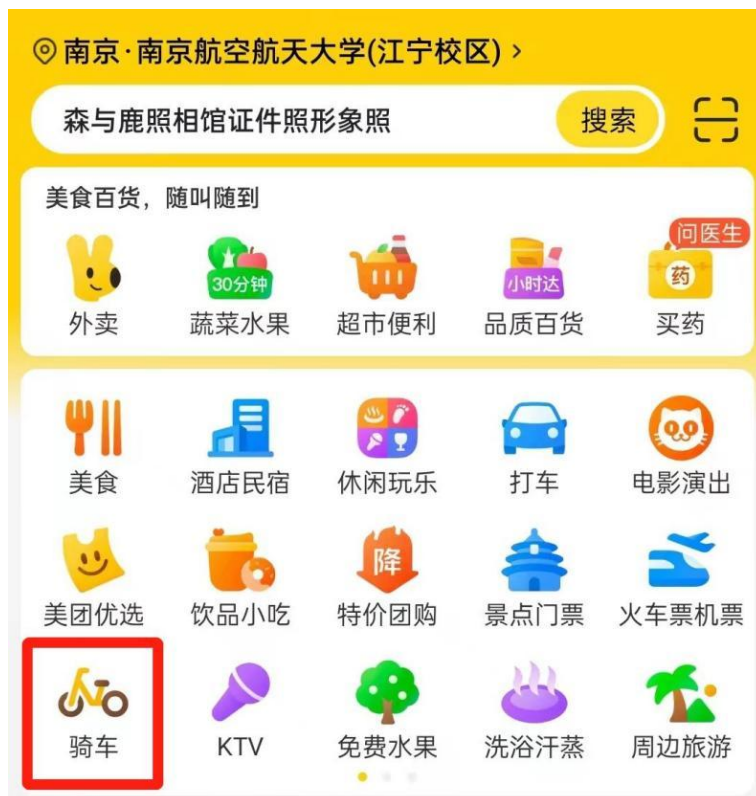 南京·南京航空航天大学(江宁校区) >
森与鹿照相馆证件照形象照 搜索
美食百货，随叫随到
问医生
30分钟 小时达 药
外卖 蔬菜水果 超市便利 品质百货 买药
美食 酒店民宿 休闲玩乐 打车 电影演出
降
美团优选 饮品小吃 特价团购 景点门票 火车票机票
骑车 KTV 免费水果 洗浴汗蒸 周边旅游